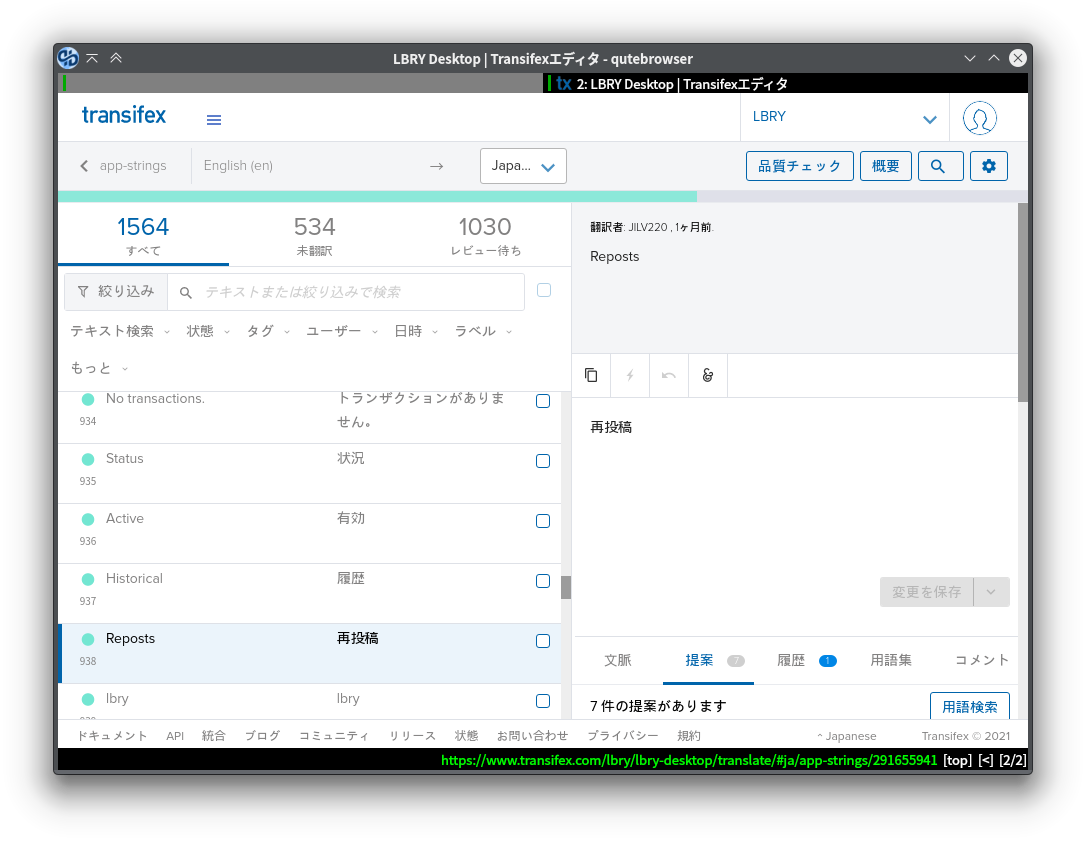 LBRY Desktop | Transifexエディタ - qutebrowser
tx 2: LBRY Desktop | Transifexエディタ
transifex
LBRY
app-strings
English (en)
→
Japa...
品質チェック
概要
1564
すべて
534
未翻訳
1030
レビュー待ち
絞り込み
テキストまたは絞り込みで検索
テキスト検索 状態 タグ ユーザー 日時 ラベル
もっと
No transactions.
トランザクションがありま
せん。
934
Status
状況
935
Active
有効
936
Historical
履歴
937
Reposts
再投稿
938
lbry
lbry
翻訳者: JILV220 , 1ヶ月前.
Reposts
再投稿
変更を保存
文脈
提案 7
履歴 1
用語集
コメント
7 件の提案があります
用語検索
ドキュメント API 統合 ブログ コミュニティ リリース 状態 お問い合わせ プライバシー 規約
^ Japanese
Transifex © 2021
https://www.transifex.com/lbry/lbry-desktop/translate/#ja/app-strings/291655941 [top] [<] [2/2]